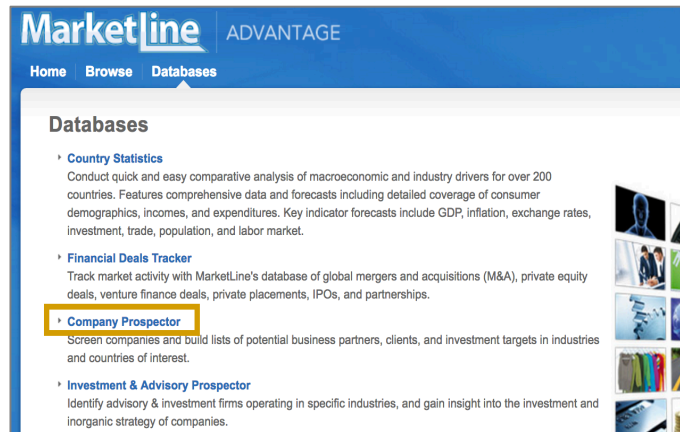 MarketLine ADVANTAGE
Home Browse Databases
Databases
Country Statistics
Conduct quick and easy comparative analysis of macroeconomic and industry drivers for over 200
countries. Features comprehensive data and forecasts including detailed coverage of consumer
demographics, incomes, and expenditures. Key indicator forecasts include GDP, inflation, exchange rates,
investment, trade, population, and labor market.
Financial Deals Tracker
Track market activity with MarketLine's database of global mergers and acquisitions (M&A), private equity
deals, venture finance deals, private placements, IPOs, and partnerships.
Company Prospector
Screen companies and build lists of potential business partners, clients, and investment targets in industries
and countries of interest.
Investment & Advisory Prospector
Identify advisory & investment firms operating in specific industries, and gain insight into the investment and
inorganic strategy of companies.